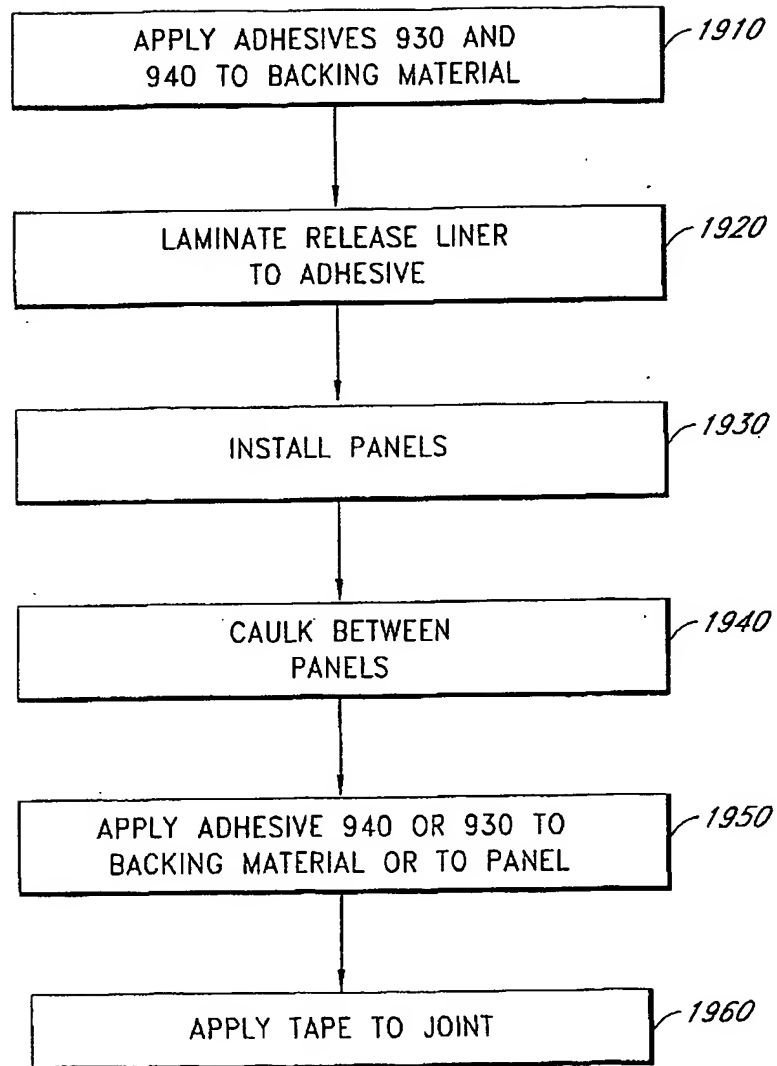 APPLY ADHESIVES 930 AND
940 TO BACKING MATERIAL
1910
LAMINATE RELEASE LINER
TO ADHESIVE
1920
INSTALL PANELS
1930
CAULK BETWEEN
PANELS
1940
APPLY ADHESIVE 940 OR 930 TO
BACKING MATERIAL OR TO PANEL
1950
APPLY TAPE TO JOINT
1960